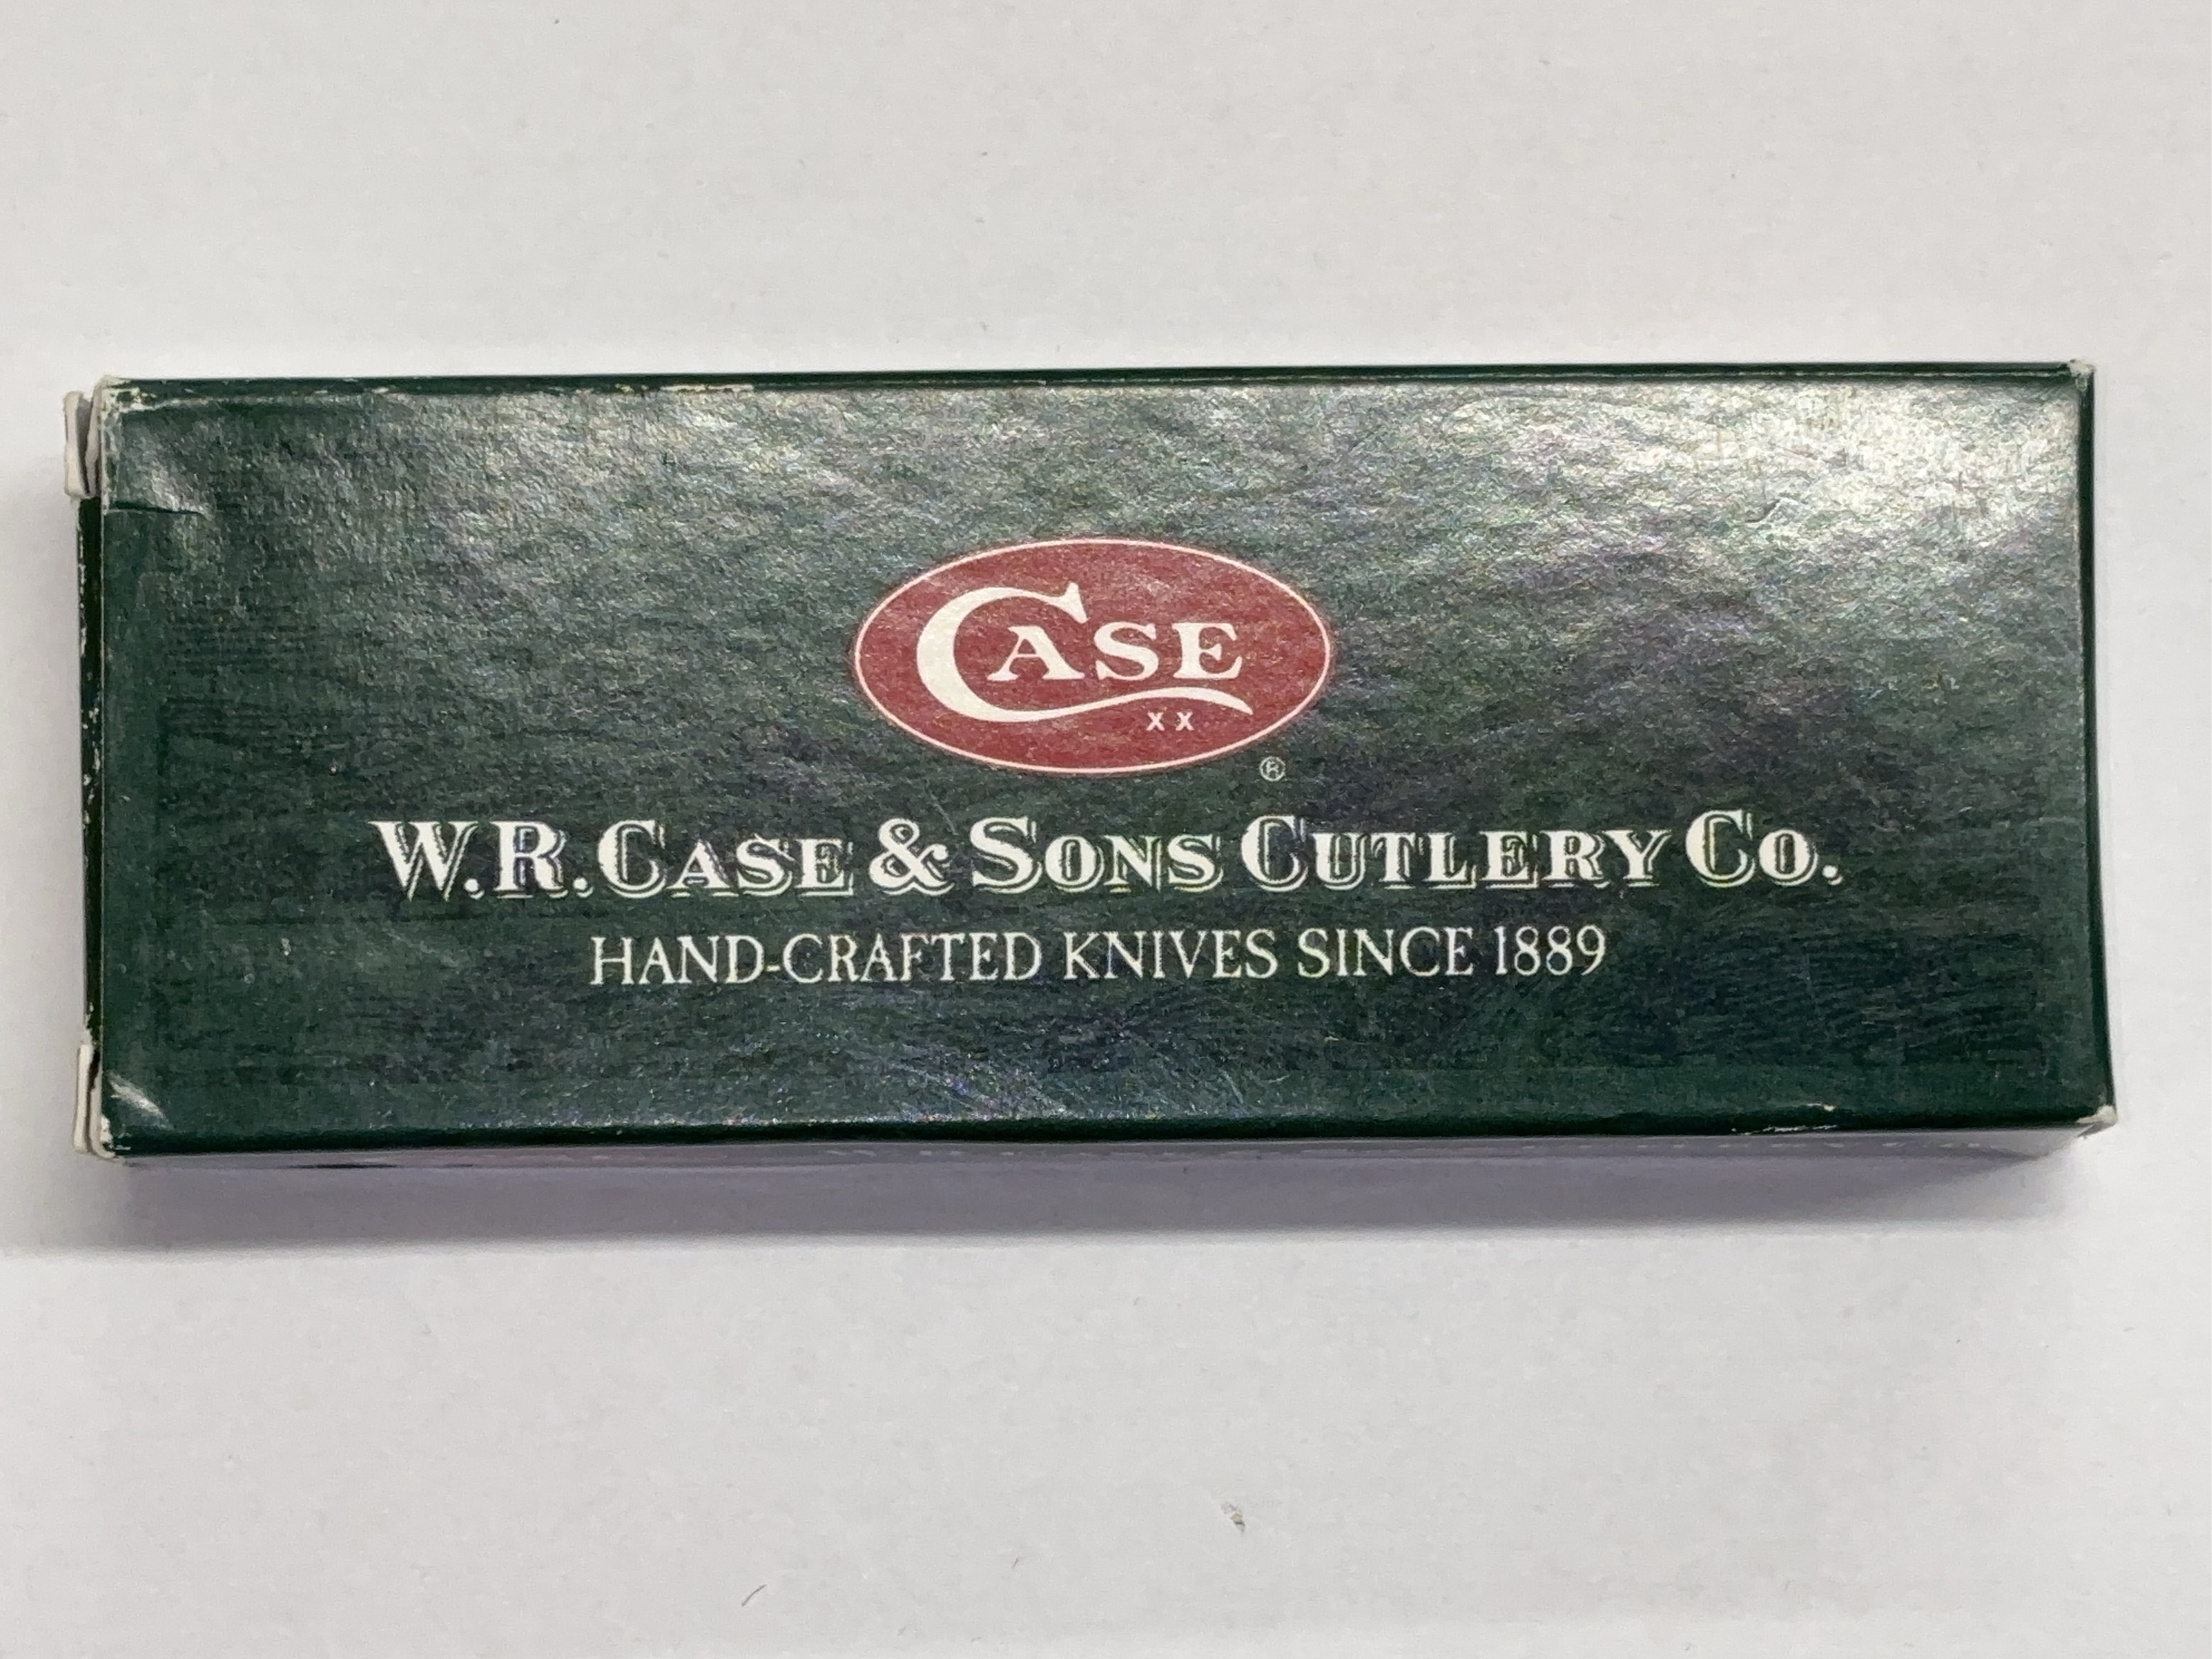 CASE
XX
®
W.R. CASE & SONS CUTLERY CO.
HAND-CRAFTED KNIVES SINCE 1889